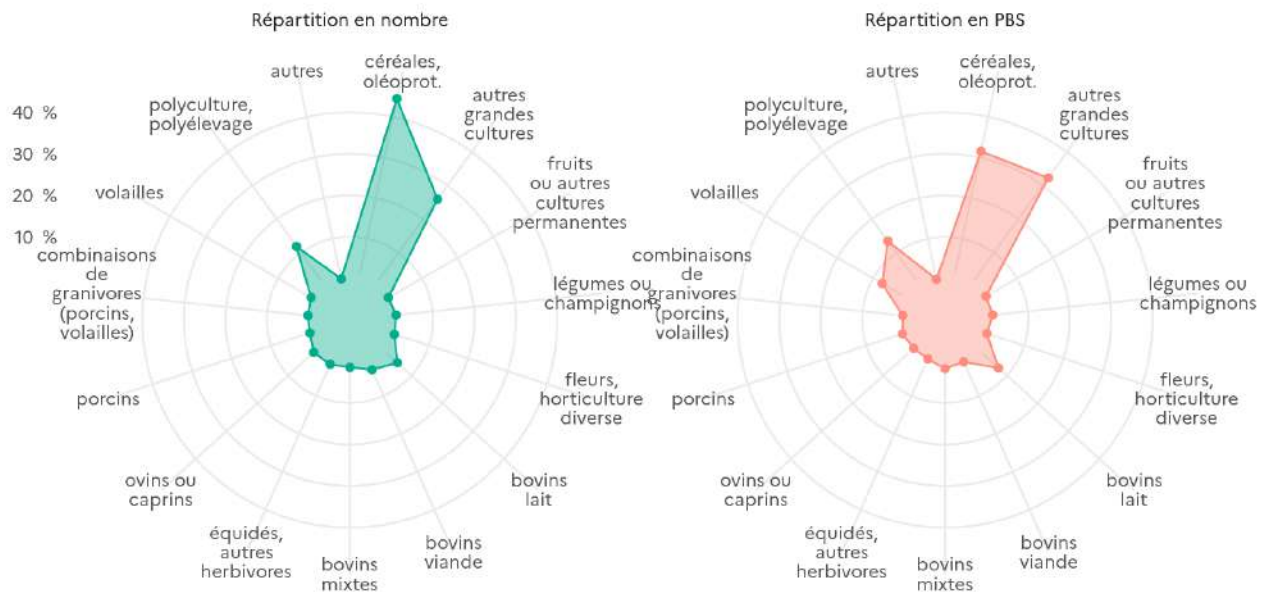 Répartition en nombre
autres
céréales,
oléoprot.
autres
grandes
cultures
fruits
ou autres
cultures
permanentes
légumes ou
champignons
fleurs,
horticulture
diverse
bovins
lait
bovins
viande
bovins
mixtes
équidés,
autres
herbivores
ovins ou
caprins
porcins
combinaisons
de
granivores
(porcins,
volailles)
volailles
polyculture,
polyélevage
40 %
30 %
20 %
10 %
Répartition en PBS
autres
céréales,
oléoprot.
autres
grandes
cultures
fruits
ou autres
cultures
permanentes
légumes ou
champignons
fleurs,
horticulture
diverse
bovins
lait
bovins
viande
bovins
mixtes
équidés,
autres
herbivores
ovins ou
caprins
porcins
combinaisons
de
granivores
(porcins,
volailles)
volailles
polyculture,
polyélevage